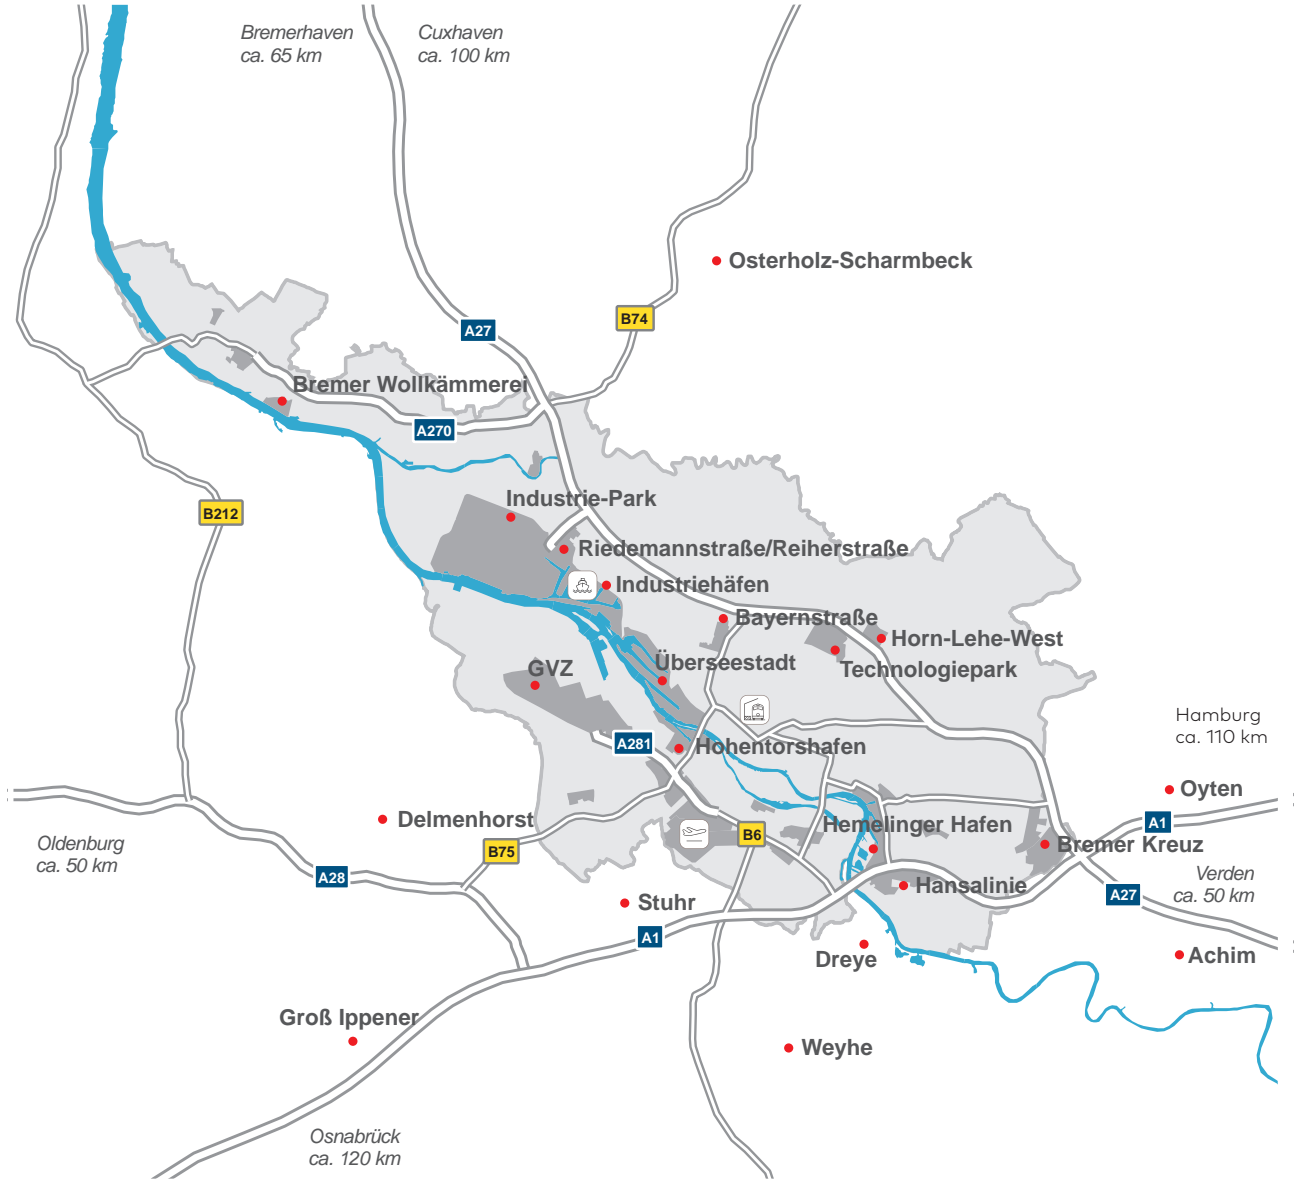 Bremerhaven
ca. 65 km
Cuxhaven
ca. 100 km
Osterholz-Scharmbeck
B74
A27
Bremer Wollkämmerei
A270
Industrie-Park
B212
Riedemannstraße/Reiherstraße
Industriehäfen
Bayernstraße
Horn-Lehe-West
Überseestadt
Technologiepark
GVZ
Hamburg
ca. 110 km
A281
Hohentorshafen
Oyten
Delmenhorst
A1
Hemelinger Hafen
B6
Oldenburg
ca. 50 km
B75
Bremer Kreuz
A28
Verden
ca. 50 km
Hansalinie
A27
Stuhr
A1
Dreye
Achim
Groß Ippener
Weyhe
Osnabrück
ca. 120 km